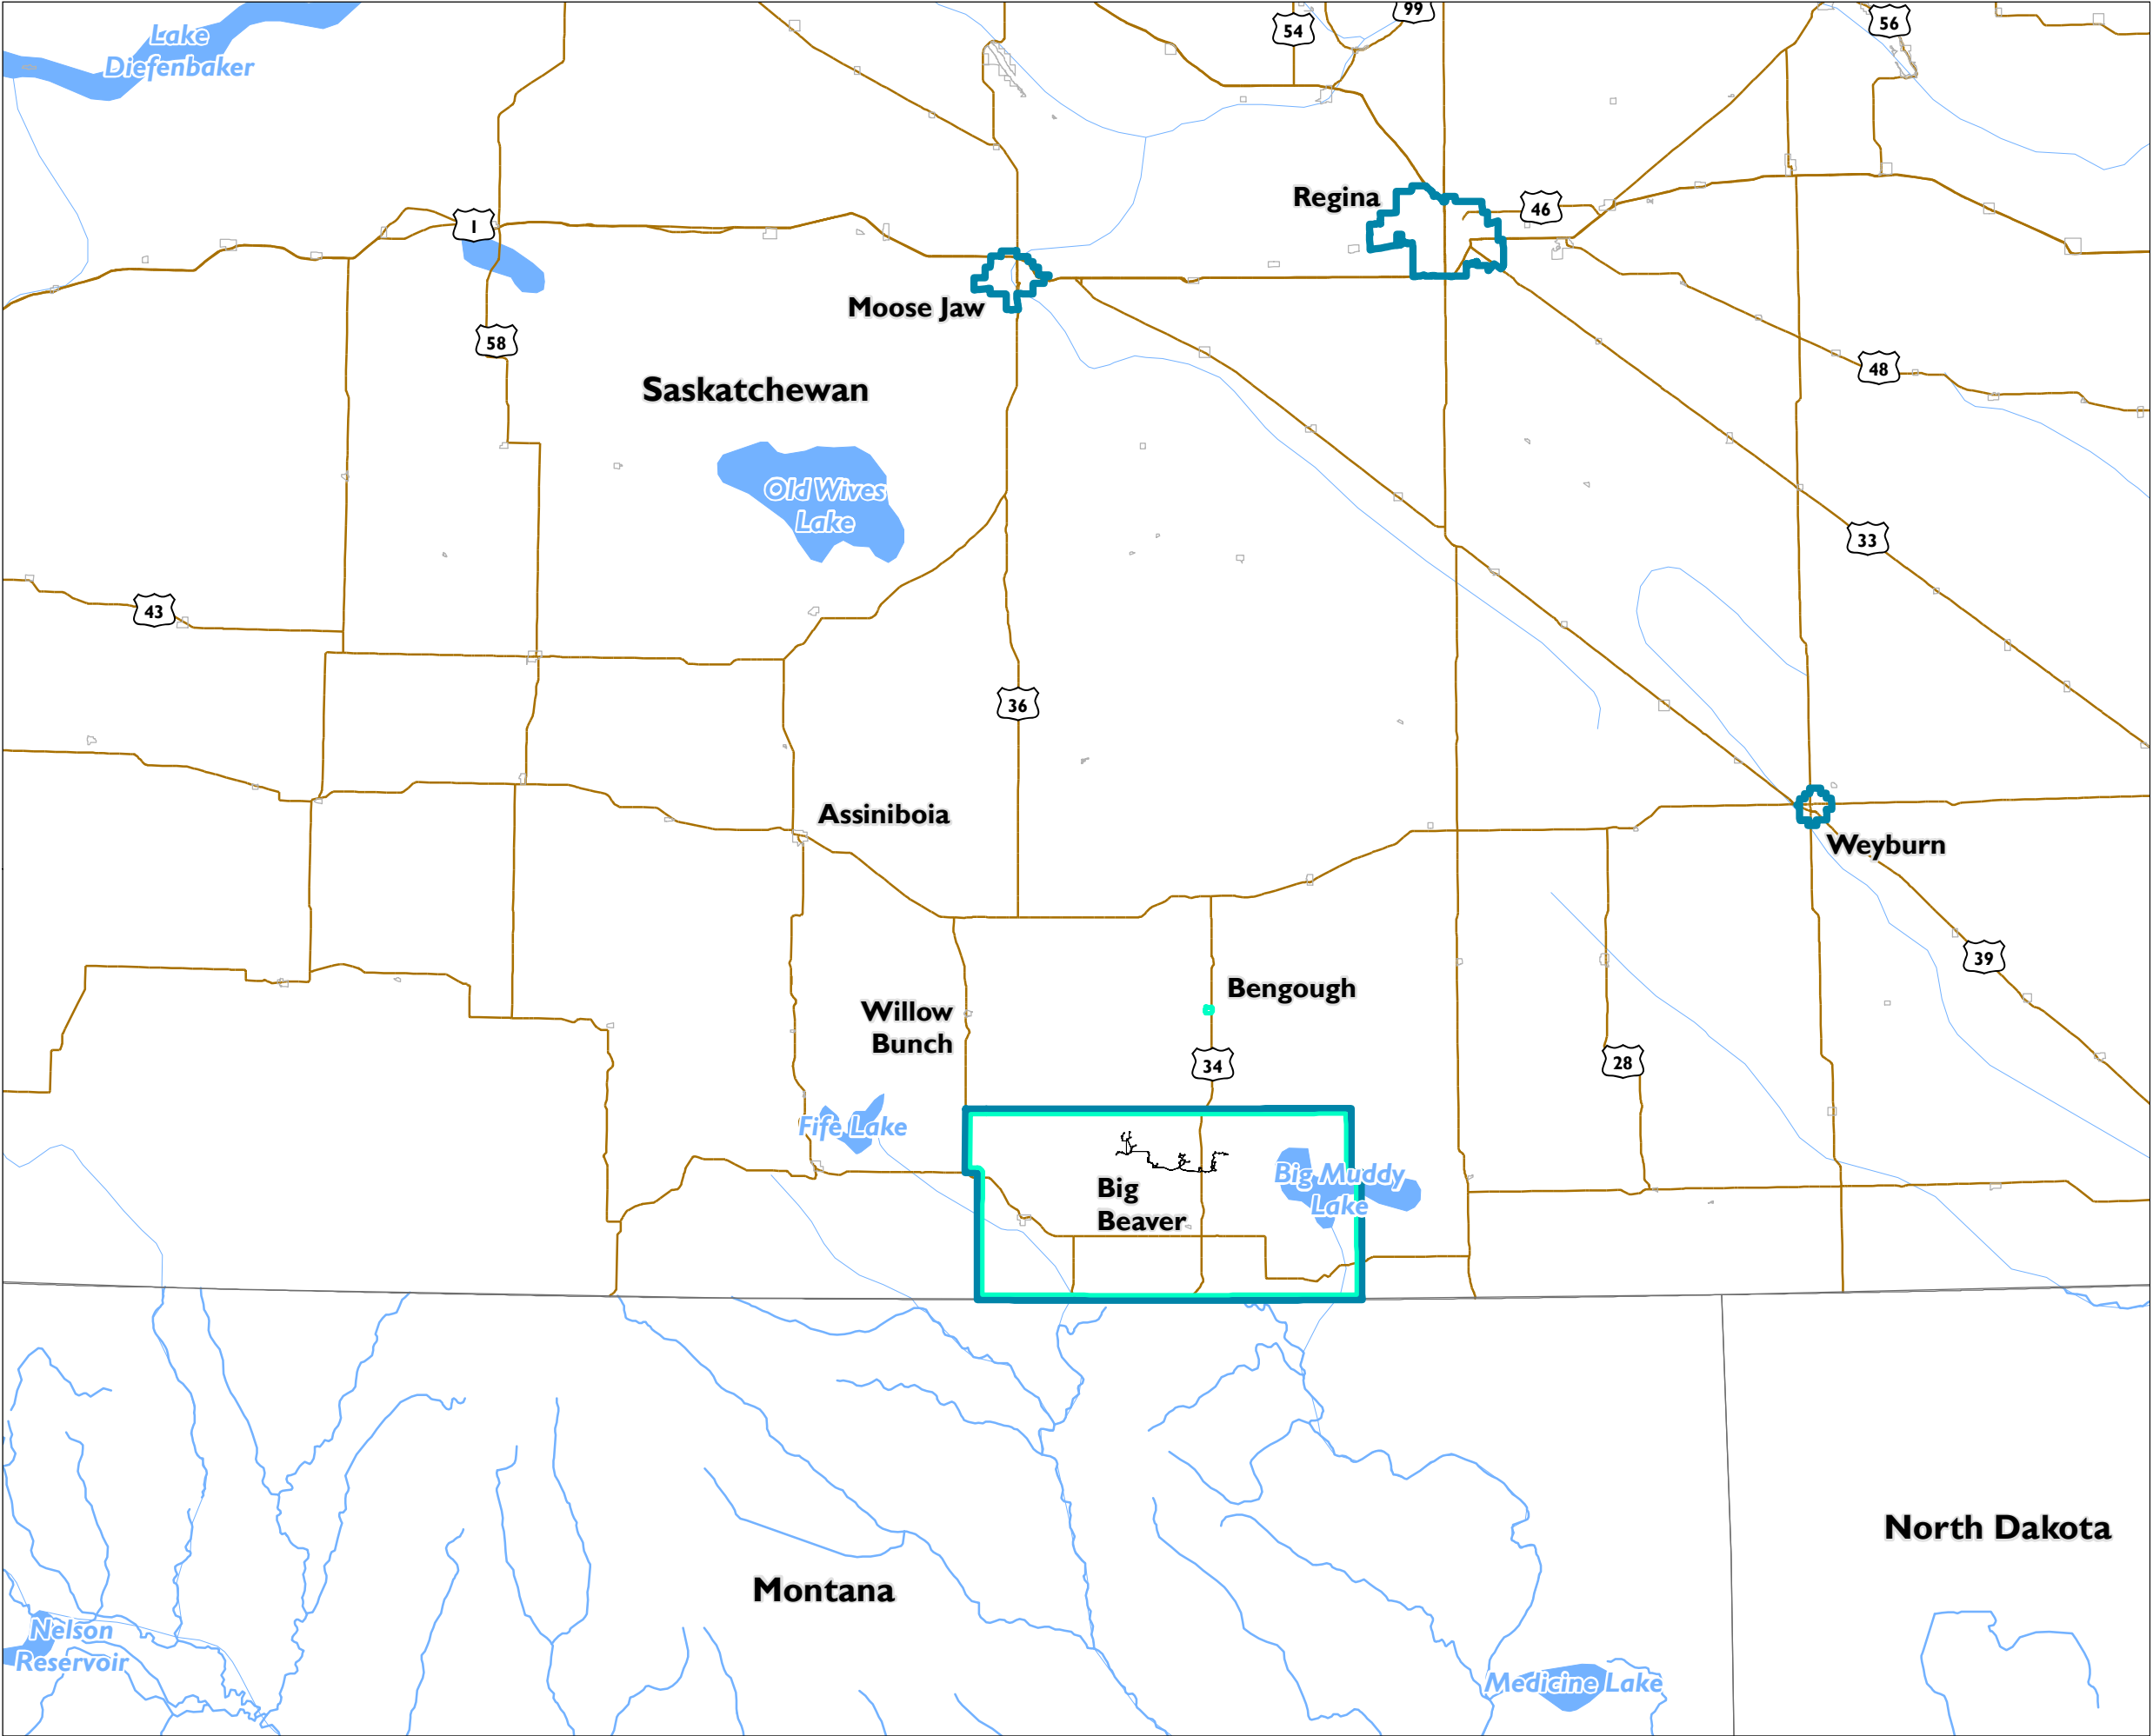 Lake
Diefenbaker
54
99
56
Regina
46
1
Moose Jaw
58
48
Saskatchewan
Old Wives
Lake
33
43
36
Assiniboia
Weyburn
39
Bengough
Willow
Bunch
34
28
Fife Lake
Big Muddy
Lake
Big
Beaver
North Dakota
Montana
Nelson
Reservoir
Medicine Lake